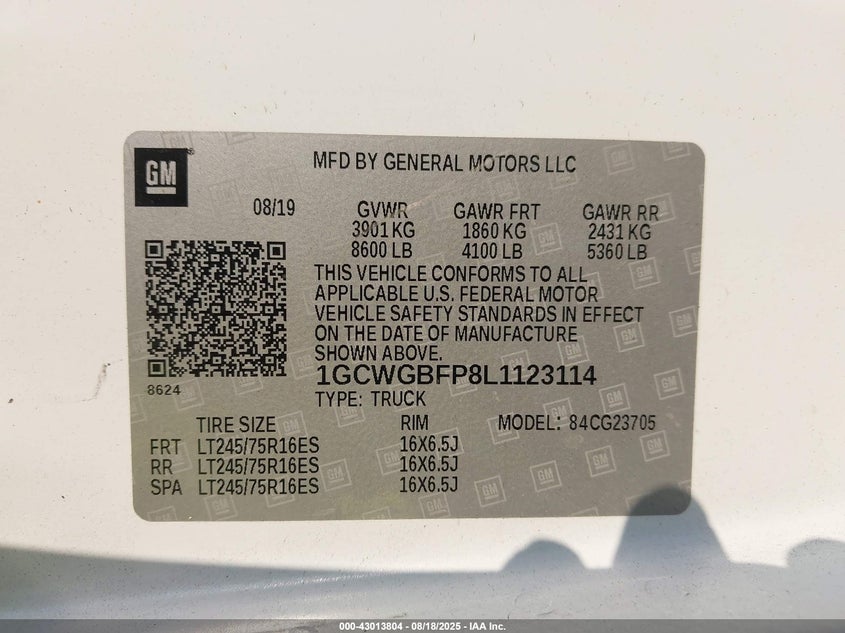 GM
MFD BY GENERAL MOTORS LLC
08/19 GVWR GAWR FRT GAWR RR
3901 KG 1860 KG 2431 KG
8600 LB 4100 LB 5360 LB
THIS VEHICLE CONFORMS TO ALL
APPLICABLE U.S. FEDERAL MOTOR
VEHICLE SAFETY STANDARDS IN EFFECT
ON THE DATE OF MANUFACTURE
SHOWN ABOVE.
8624
1GCWGBFP8L1123114
TYPE: TRUCK
TIRE SIZE RIM MODEL: 84CG23705
FRT LT245/75R16ES 16X6.5J
RR LT245/75R16ES 16X6.5J
SPA LT245/75R16ES 16X6.5J
000-43013804 - 08/18/2025 - IAA Inc.